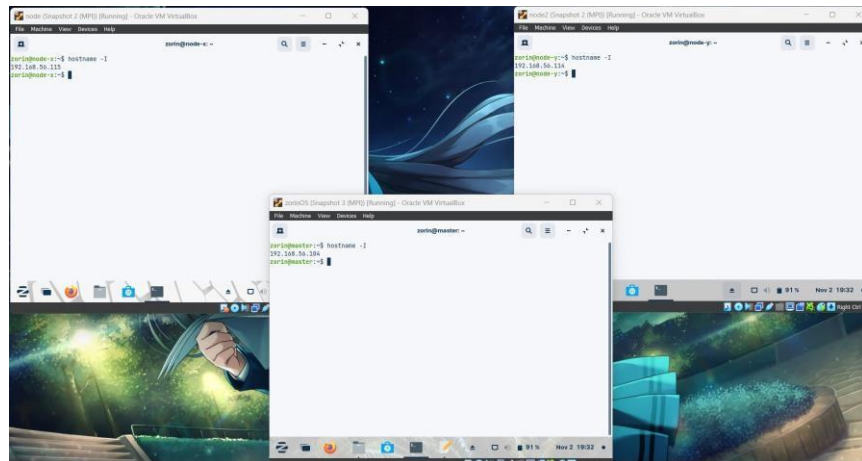 node (Snapshot 2 (MPI)) [Running] - Oracle VM VirtualBox
File Machine View Devices Help
zorin@node-x: ~
zorin@node-x:~$ hostname -I
192.168.56.115
zorin@node-x:~$
node2 (Snapshot 2 (MPI)) [Running] - Oracle VM VirtualBox
File Machine View Devices Help
zorin@node-y: ~
zorin@node-y:~$ hostname -I
192.168.56.114
zorin@node-y:~$
91% Nov 2 19:32
Right Ctrl
zorinOS (Snapshot 3 (MPI)) [Running] - Oracle VM VirtualBox
File Machine View Devices Help
zorin@master: ~
zorin@master:~$ hostname -I
192.168.56.104
zorin@master:~$
91% Nov 2 19:32